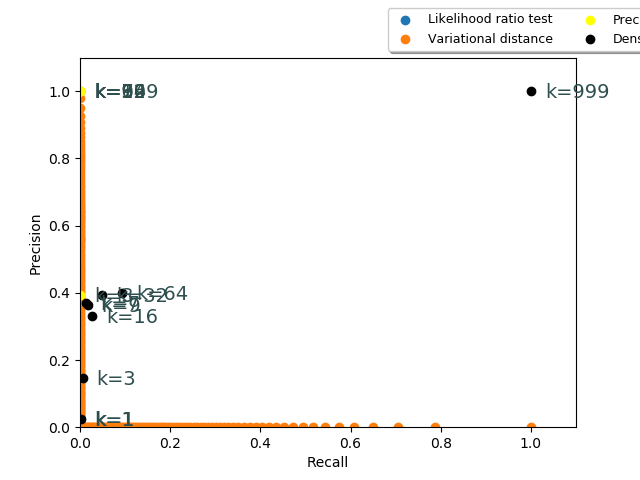 Likelihood ratio test
Variational distance
Prec
Dens
1.0
0.8
0.6
0.4
0.2
0.0
Precision
k=999
k=64
k=32
k=9
k=16
k=3
k=1
0.0 0.2 0.4 0.6 0.8 1.0
Recall